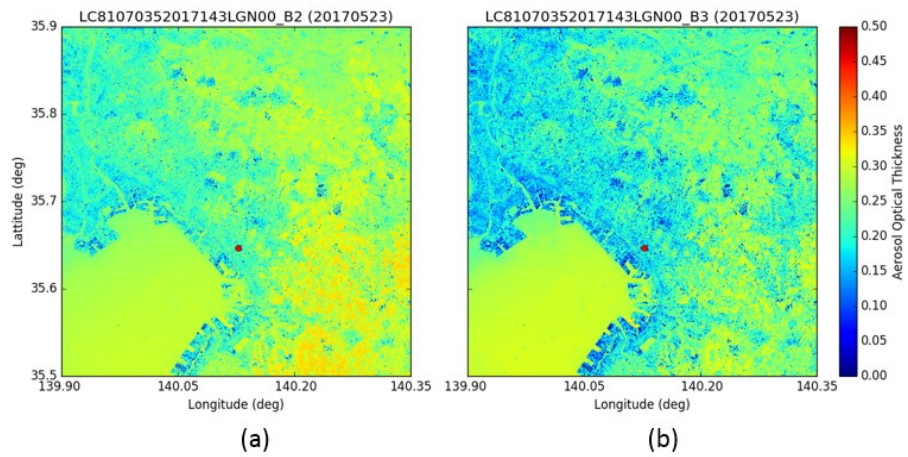 LC81070352017143LGN00_B2 (20170523)
35.9
35.8
35.7
35.6
35.5
Lattitude (deg)
139.90 140.05 140.20 140.35
Longitude (deg)
(a)
LC81070352017143LGN00_B3 (20170523)
139.90 140.05 140.20 140.35
Longitude (deg)
(b)
0.50
0.45
0.40
0.35
0.30
0.25
0.20
0.15
0.10
0.05
0.00
Aerosol Optical Thickness